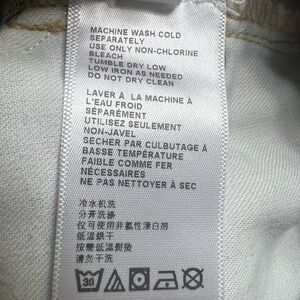 MACHINE WASH COLD
SEPARATELY
USE ONLY NON-CHLORINE
BLEACH
TUMBLE DRY LOW
LOW IRON AS NEEDED
DO NOT DRY CLEAN
LAVER À LA MACHINE À
L'EAU FROID
SÉPARÉMENT
UTILISEZ SEULEMENT
NON-JAVEL
SECHER PAR CULBUTAGE À
BASSE TEMPÉRATURE
FAIBLE COMME FER
NÉCESSAIRES
NE PAS NETTOYER À SEC
冷水机洗
分开洗涤
仅可使用非氯性漂白剂
低温烘干
按需低温熨後
请勿干洗
30